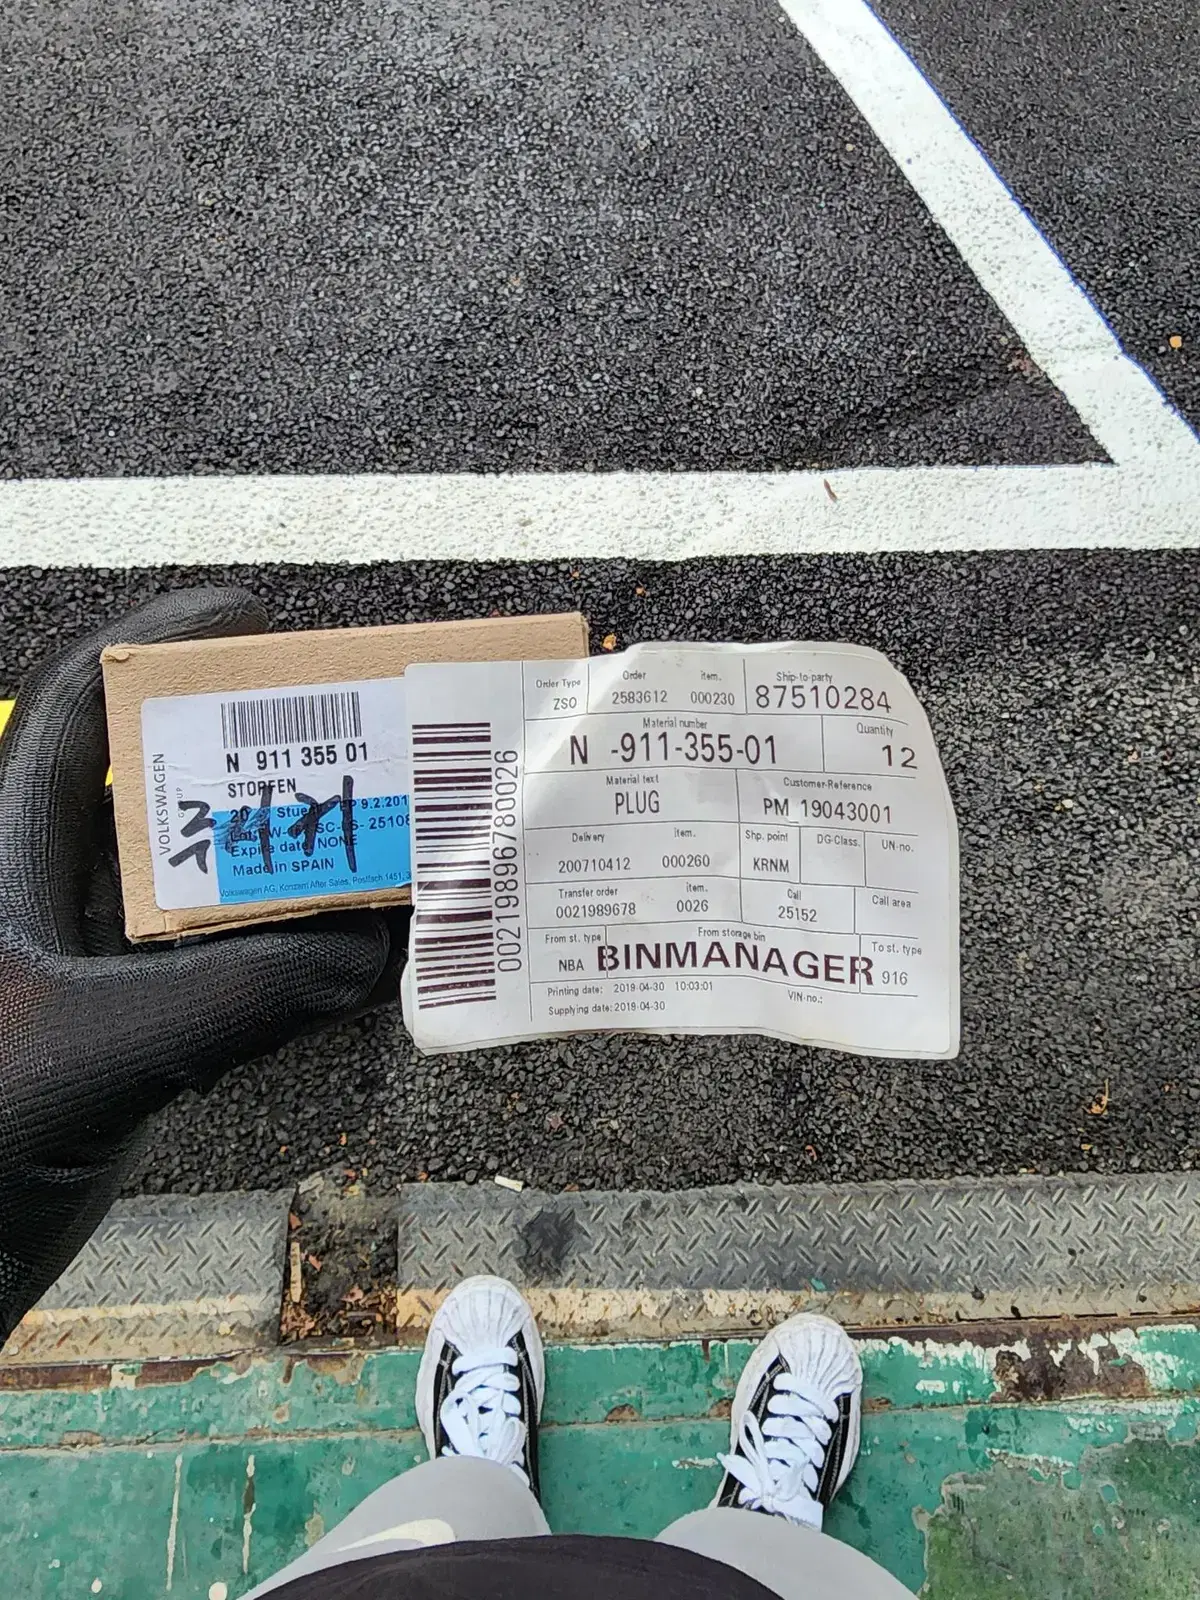 VOLKSWAGEN
N 911 355 01
STOPFEN
Expire date: NONE
Made in SPAIN
Volkswagen AG, Konzern After Sales, Postfach 1451,
0021989678​0026
Order Type
ZSO
Order
item.
2583612 000230
Ship-to-party
87510284
Material number
N -911-355-01
Quantity
12
Material text
PLUG
Customer-Reference
PM 19043001
Delivery
item.
200710412 000260
Shp. point
KRNM
DG-Class.
UN-no.
Transfer order
item.
0021989678 0026
Call
25152
Call area
From st. type
NBA
From storage bin
BINMANAGER
To st. type
916
Printing date: 2019-04-30 10:03:01
VIN-no.:
Supplying date: 2019-04-30